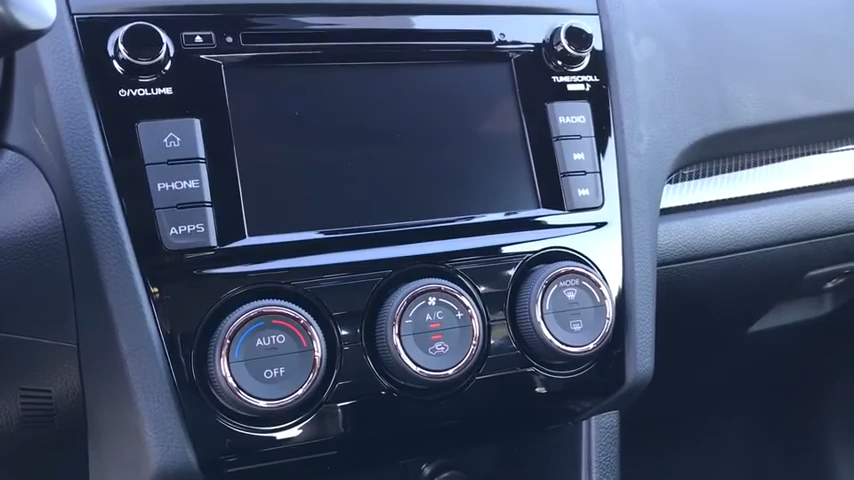 VOLUME
TUNE/SCROLL
RADIO
PHONE
APPS
AUTO
OFF
A/C
MODE